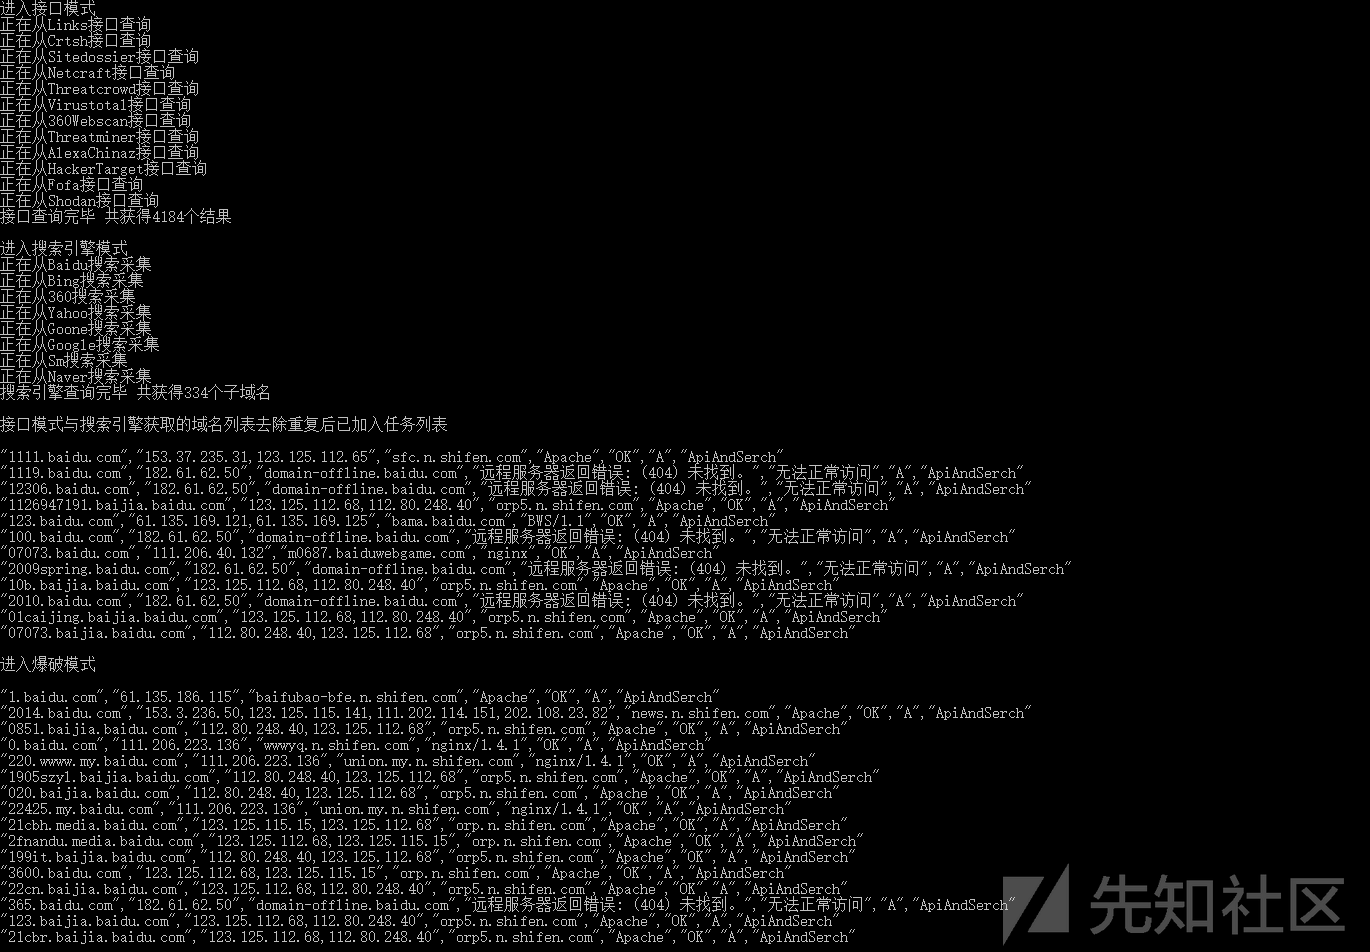 进入接口模式
正在从Links接口查询
正在从Crtsh接口查询
正在从Sitedossier接口查询
正在从Netcraft接口查询
正在从Threatcrowd接口查询
正在从Virustotal接口查询
正在从360Webscan接口查询
正在从Threatminer接口查询
正在从AlexaChinaz接口查询
正在从HackerTarget接口查询
正在从Fofa接口查询
正在从Shodan接口查询
接口查询完毕 共获得4184个结果
进入搜索引擎模式
正在从Baidu搜索采集
正在从Bing搜索采集
正在从360搜索采集
正在从Yahoo搜索采集
正在从Goone搜索采集
正在从Google搜索采集
正在从Sm搜索采集
正在从Naver搜索采集
搜索引擎查询完毕 共获得334个子域名
接口模式与搜索引擎获取的域名列表去除重复后已加入任务列表
"1111.baidu.com","153.37.235.31,123.125.112.65","sfc.n.shifen.com","Apache","OK","A","ApiAndSerch"
"1119.baidu.com","182.61.62.50","domain-offline.baidu.com","远程服务器返回错误: (404) 未找到。","无法正常访问","A","ApiAndSerch"
"12306.baidu.com","182.61.62.50","domain-offline.baidu.com","远程服务器返回错误: (404) 未找到。","无法正常访问","A","ApiAndSerch"
"1126947191.baijia.baidu.com","123.125.112.68,112.80.248.40","orp5.n.shifen.com","Apache","OK","A","ApiAndSerch"
"123.baidu.com","61.135.169.121,61.135.169.125","bama.baidu.com","BWS/1.1","OK","A","ApiAndSerch"
"100.baidu.com","182.61.62.50","domain-offline.baidu.com","远程服务器返回错误: (404) 未找到。","无法正常访问","A","ApiAndSerch"
"07073.baidu.com","111.206.40.132","m0687.baiduwebgame.com","nginx","OK","A","ApiAndSerch"
"2009spring.baidu.com","182.61.62.50","domain-offline.baidu.com","远程服务器返回错误: (404) 未找到。","无法正常访问","A","ApiAndSerch"
"10b.baijia.baidu.com","123.125.112.68,112.80.248.40","orp5.n.shifen.com","Apache","OK","A","ApiAndSerch"
"2010.baidu.com","182.61.62.50","domain-offline.baidu.com","远程服务器返回错误: (404) 未找到。","无法正常访问","A","ApiAndSerch"
"01caijing.baijia.baidu.com","123.125.112.68,112.80.248.40","orp5.n.shifen.com","Apache","OK","A","ApiAndSerch"
"07073.baijia.baidu.com","112.80.248.40,123.125.112.68","orp5.n.shifen.com","Apache","OK","A","ApiAndSerch"
进入爆破模式
"1.baidu.com","61.135.186.115","baifubao-bfe.n.shifen.com","Apache","OK","A","ApiAndSerch"
"2014.baidu.com","153.3.236.50,123.125.115.141,111.202.114.151,202.108.23.82","news.n.shifen.com","Apache","OK","A","ApiAndSerch"
"0851.baijia.baidu.com","112.80.248.40,123.125.112.68","orp5.n.shifen.com","Apache","OK","A","ApiAndSerch"
"0.baidu.com","111.206.223.136","wwwyq.n.shifen.com","nginx/1.4.1","OK","A","ApiAndSerch"
"220.wwww.my.baidu.com","111.206.223.136","union.my.n.shifen.com","nginx/1.4.1","OK","A","ApiAndSerch"
"1905szyl.baijia.baidu.com","112.80.248.40,123.125.112.68","orp5.n.shifen.com","Apache","OK","A","ApiAndSerch"
"020.baijia.baidu.com","112.80.248.40,123.125.112.68","orp5.n.shifen.com","Apache","OK","A","ApiAndSerch"
"22425.my.baidu.com","111.206.223.136","union.my.n.shifen.com","nginx/1.4.1","OK","A","ApiAndSerch"
"21cbh.media.baidu.com","123.125.115.15,123.125.112.68","orp.n.shifen.com","Apache","OK","A","ApiAndSerch"
"2fnandu.media.baidu.com","123.125.112.68,123.125.115.15","orp.n.shifen.com","Apache","OK","A","ApiAndSerch"
"199it.baijia.baidu.com","112.80.248.40,123.125.112.68","orp5.n.shifen.com","Apache","OK","A","ApiAndSerch"
"3600.baidu.com","123.125.112.68,123.125.115.15","orp.n.shifen.com","Apache","OK","A","ApiAndSerch"
"22cn.baijia.baidu.com","123.125.112.68,112.80.248.40","orp5.n.shifen.com","Apache","OK","A","ApiAndSerch"
"365.baidu.com","182.61.62.50","domain-offline.baidu.com","远程服务器返回错误: (404) 未找到。","无法正常访问","A","ApiAndSerch"
"123.baijia.baidu.com","123.125.112.68,112.80.248.40","orp5.n.shifen.com","Apache","OK","A","ApiAndSerch"
"21cbr.baijia.baidu.com","123.125.112.68,112.80.248.40","orp5.n.shifen.com","Apache","OK","A","ApiAndSerch"
先知社区